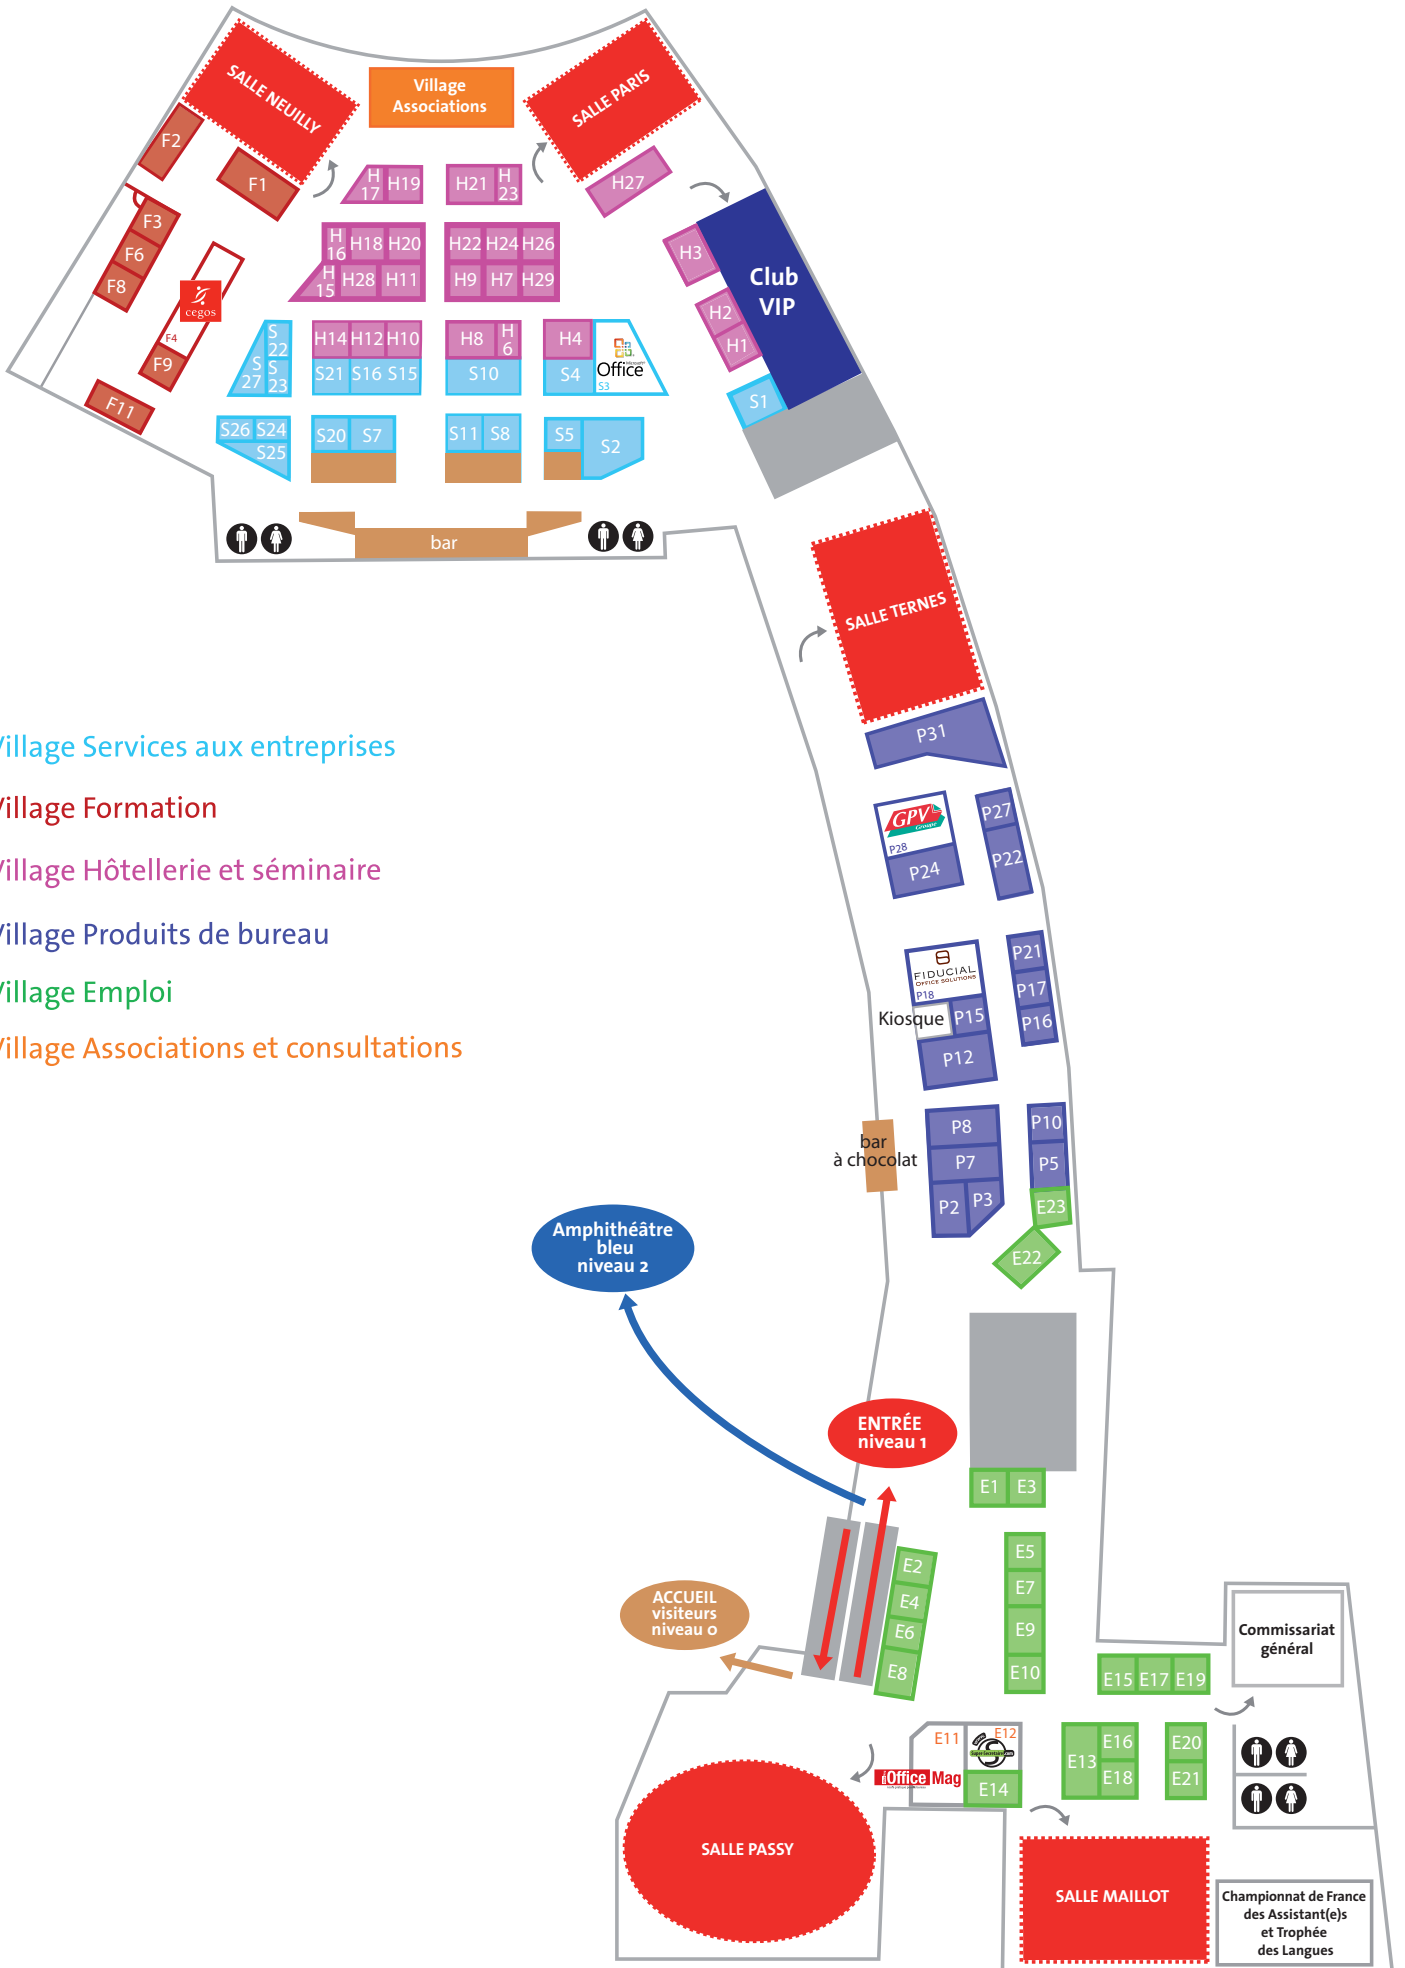 SALLE NEUILLY
Village
Associations
SALLE PARIS
F2
F1
H
17
H19
H21
H
23
H27
F3
F6
F8
H
16
H18
H20
H22
H24
H26
H
15
H28
H11
H9
H7
H29
H3
Club
VIP
cegos
F4
F9
F11
H2
H1
S
22
S
27
S
23
H14
H12
H10
H8
H
6
H4
Microsoft
Office
S3
S21
S16
S15
S10
S4
S1
S26
S24
S25
S20
S7
S11
S8
S5
S2
bar
SALLE TERNES
P31
Village Services aux entreprises
Village Formation
Village Hôtellerie et séminaire
Village Produits de bureau
Village Emploi
Village Associations et consultations
GPV
Groupe
P28
P24
P27
P22
FIDUCIAL
OFFICE SOLUTIONS
P18
Kiosque
P15
P12
P21
P17
P16
bar
à chocolat
P8
P7
P2
P3
P10
P5
E23
E22
Amphithéâtre
bleu
niveau 2
ENTRÉE
niveau 1
E1
E3
E2
E4
E6
E8
E5
E7
E9
E10
ACCUEIL
visiteurs
niveau 0
Commissariat
général
E15
E17
E19
E11
E12
Office Mag
E14
E13
E16
E18
E20
E21
SALLE PASSY
SALLE MAILLOT
Championnat de France
des Assistant(e)s
et Trophée
des Langues